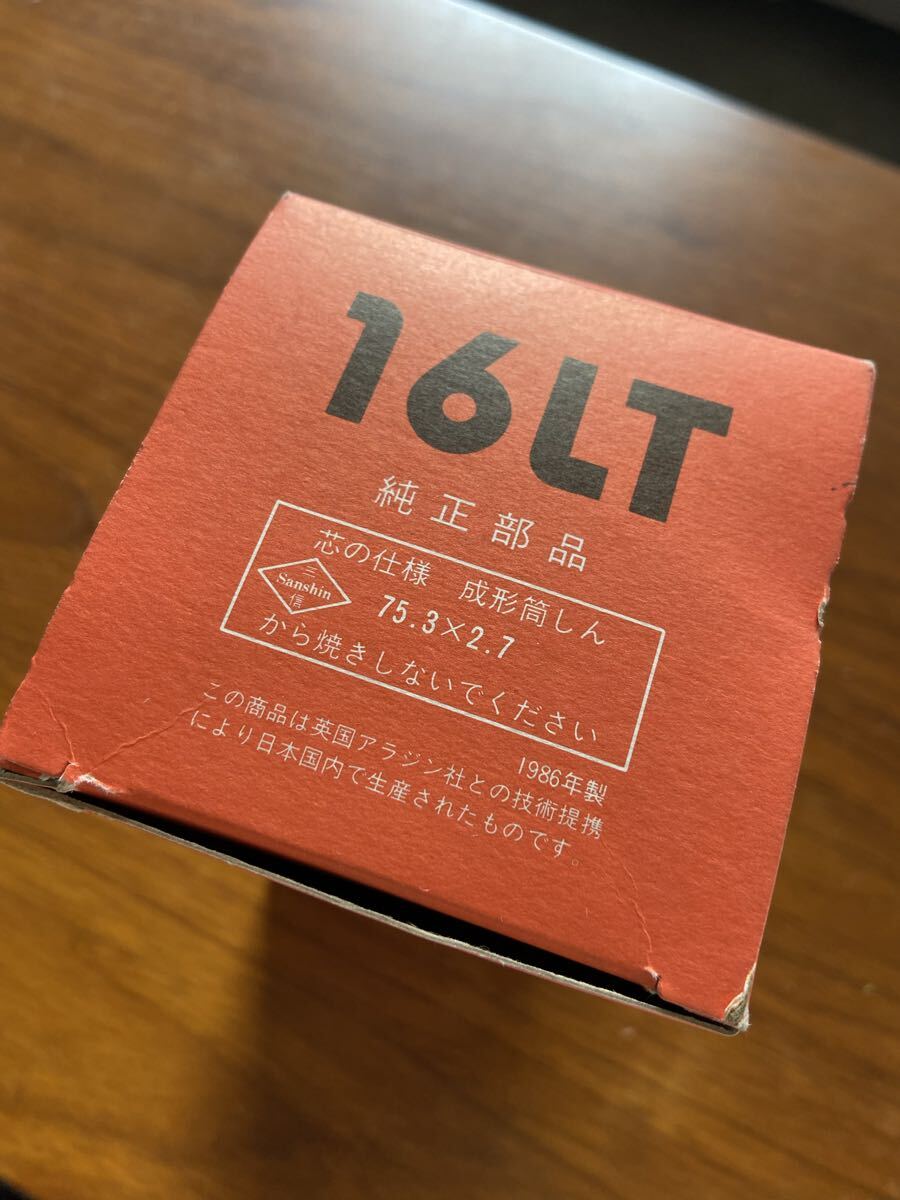 16LT
純正部品
芯の仕様 成形筒しん
三
Sanshin
信
75.3×2.7
から焼きしないでください
1986年製
この商品は英国アラジン社との技術提携
により日本国内で生産されたものです。